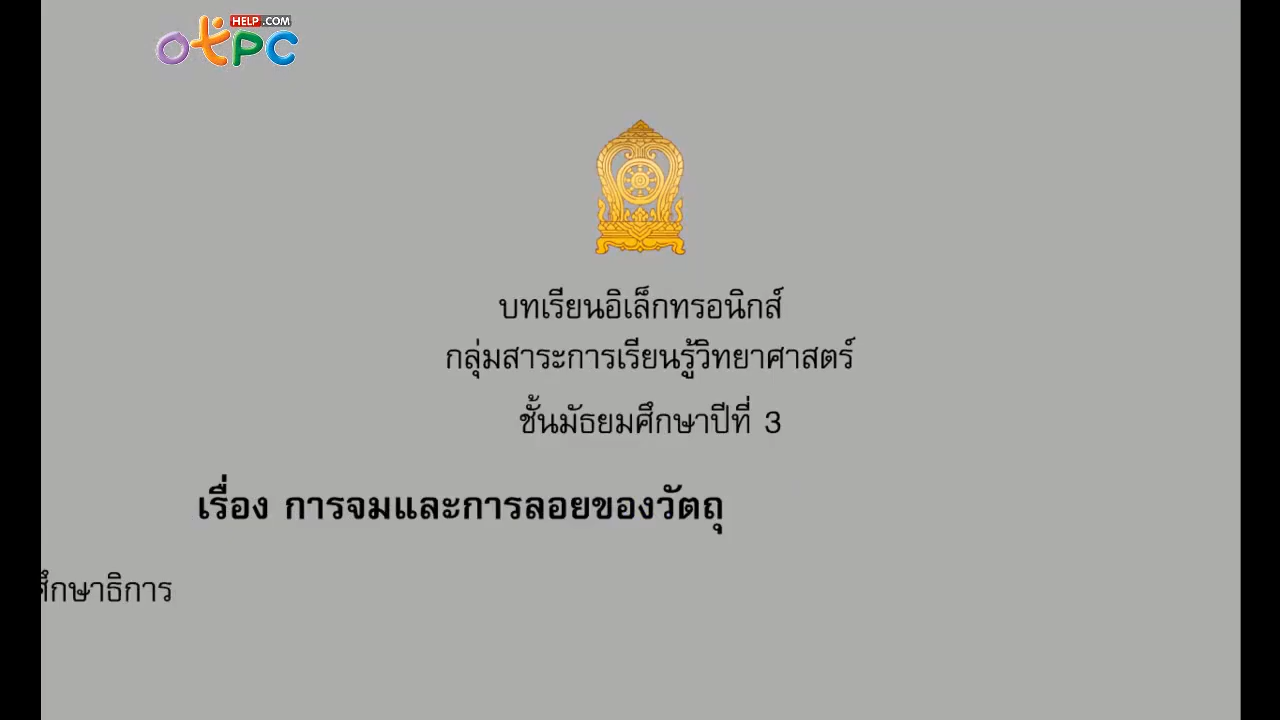 OTPC
HELP.COM
บทเรียนอิเล็กทรอนิกส์
กลุ่มสาระการเรียนรู้วิทยาศาสตร์
ชั้นมัธยมศึกษาปีที่ 3
เรื่อง การจมและการลอยของวัตถุ
ศึกษาธิการ